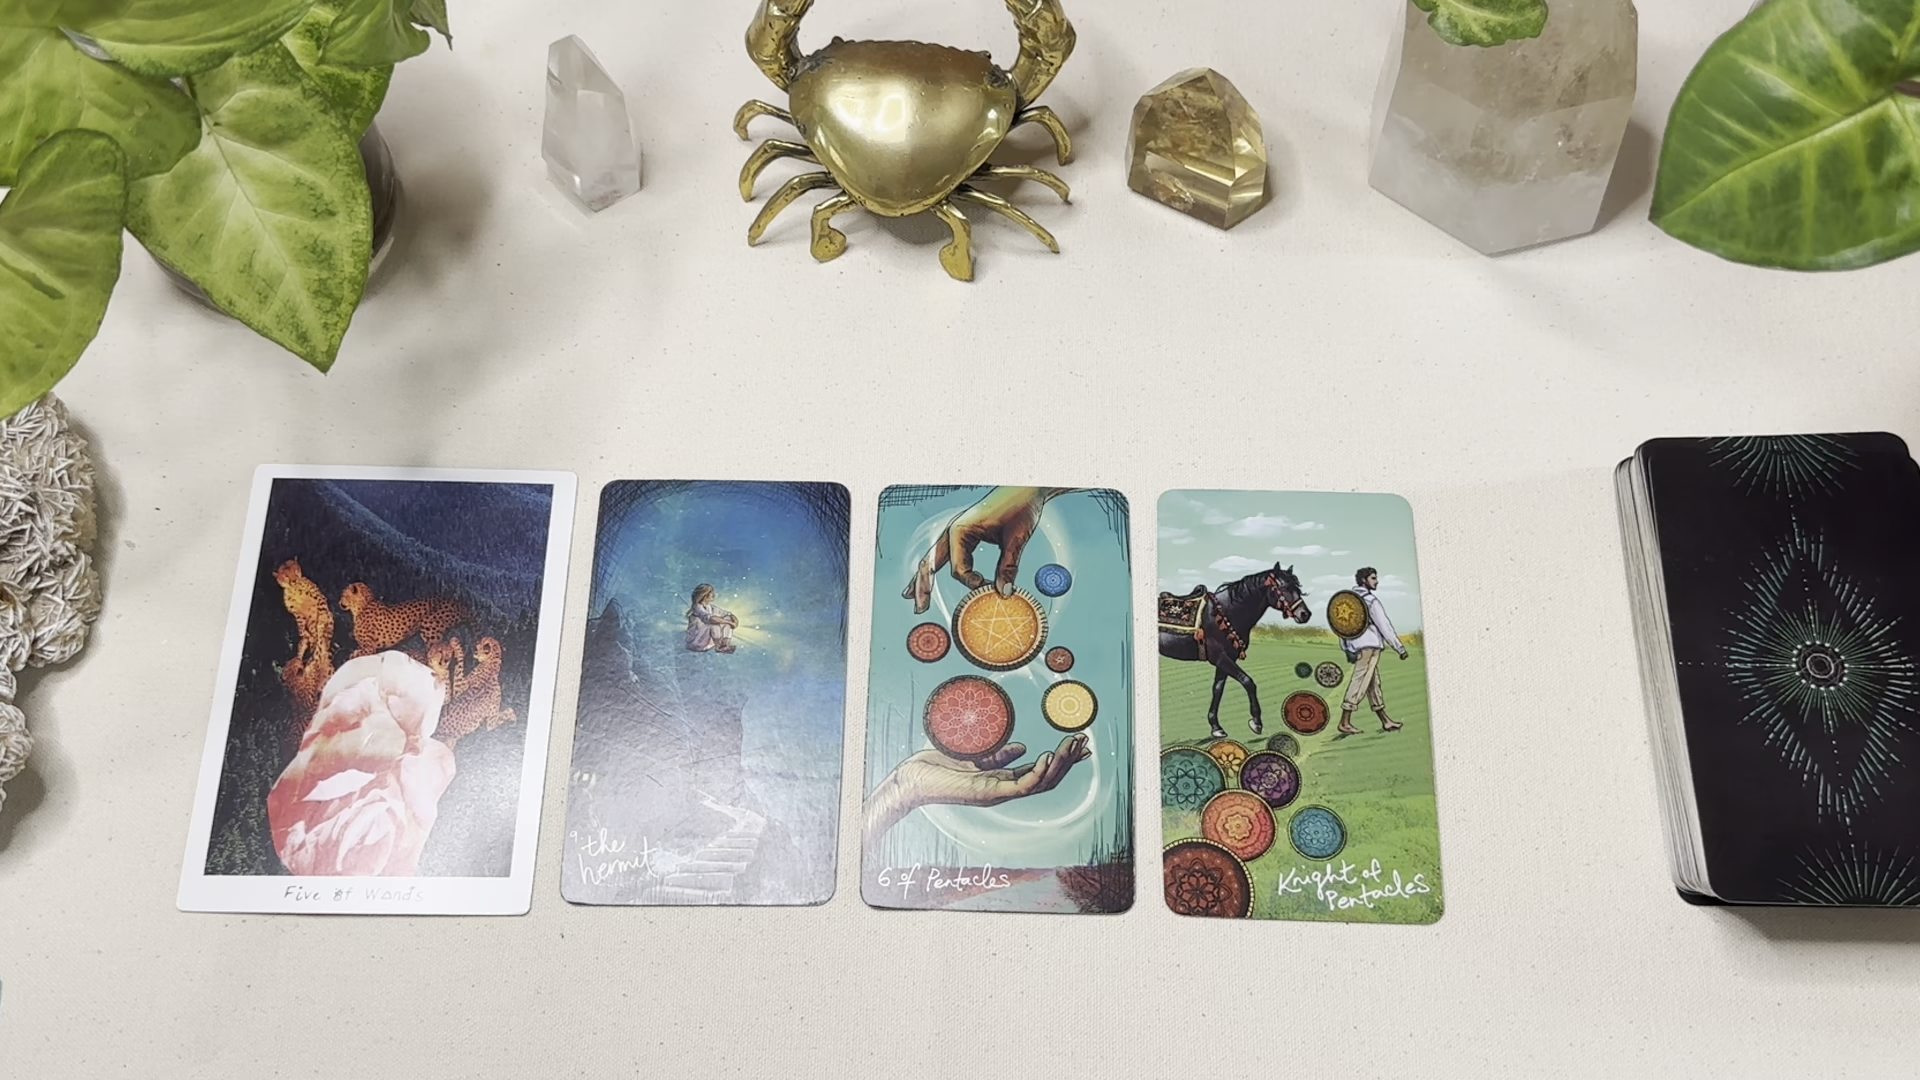 Five of Wands
9 the
hermit
6 of Pentacles
Knight of
Pentacles